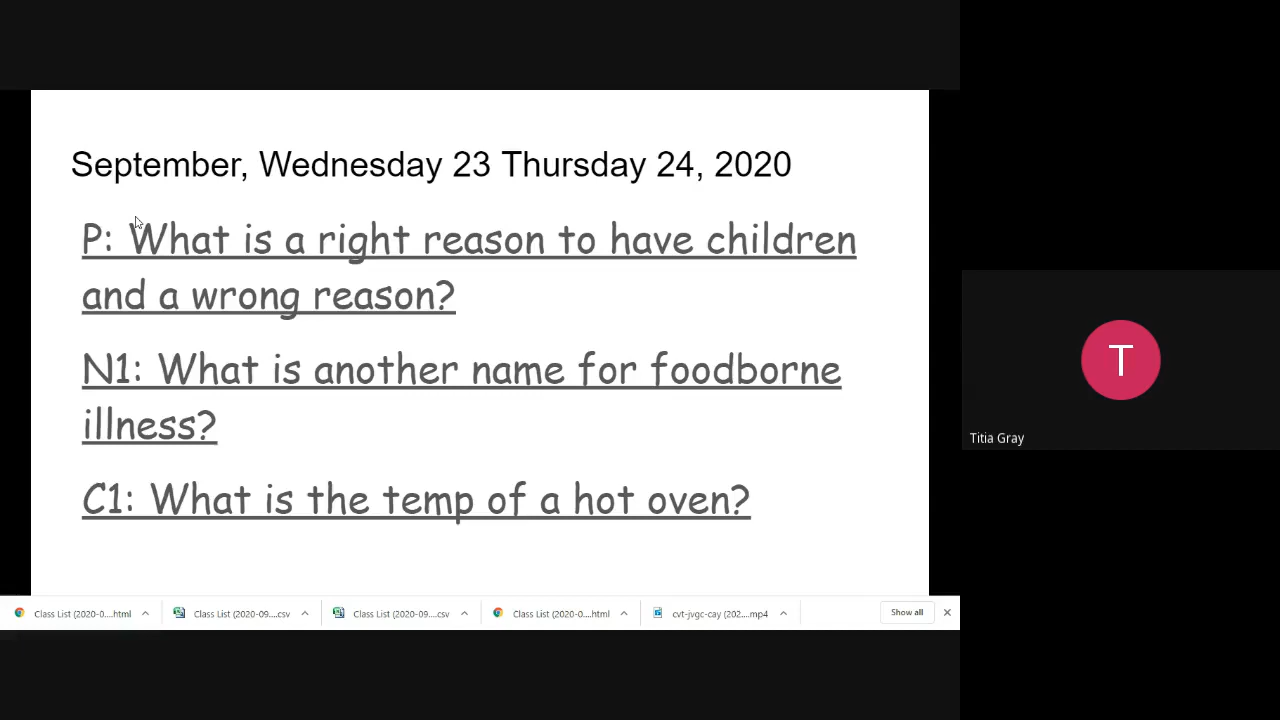 September, Wednesday 23 Thursday 24, 2020
P: What is a right reason to have children
and a wrong reason?
N1: What is another name for foodborne
illness?
C1: What is the temp of a hot oven?
T
Titia Gray
Class List (2020-0....html
Class List (2020-09....csv
Class List (2020-09....csv
Class List (2020-0....html
cvt-jvgc-cay (202....mp4
Show all